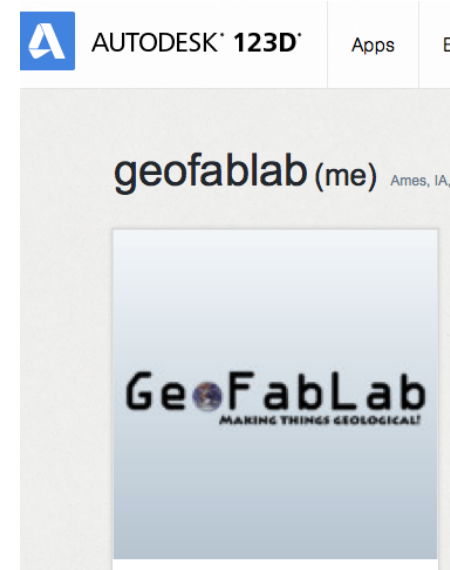 AUTODESK® 123D® Apps
geofablab (me) Ames, IA,
GeoFabLab
MAKING THINGS GEOLOGICAL!